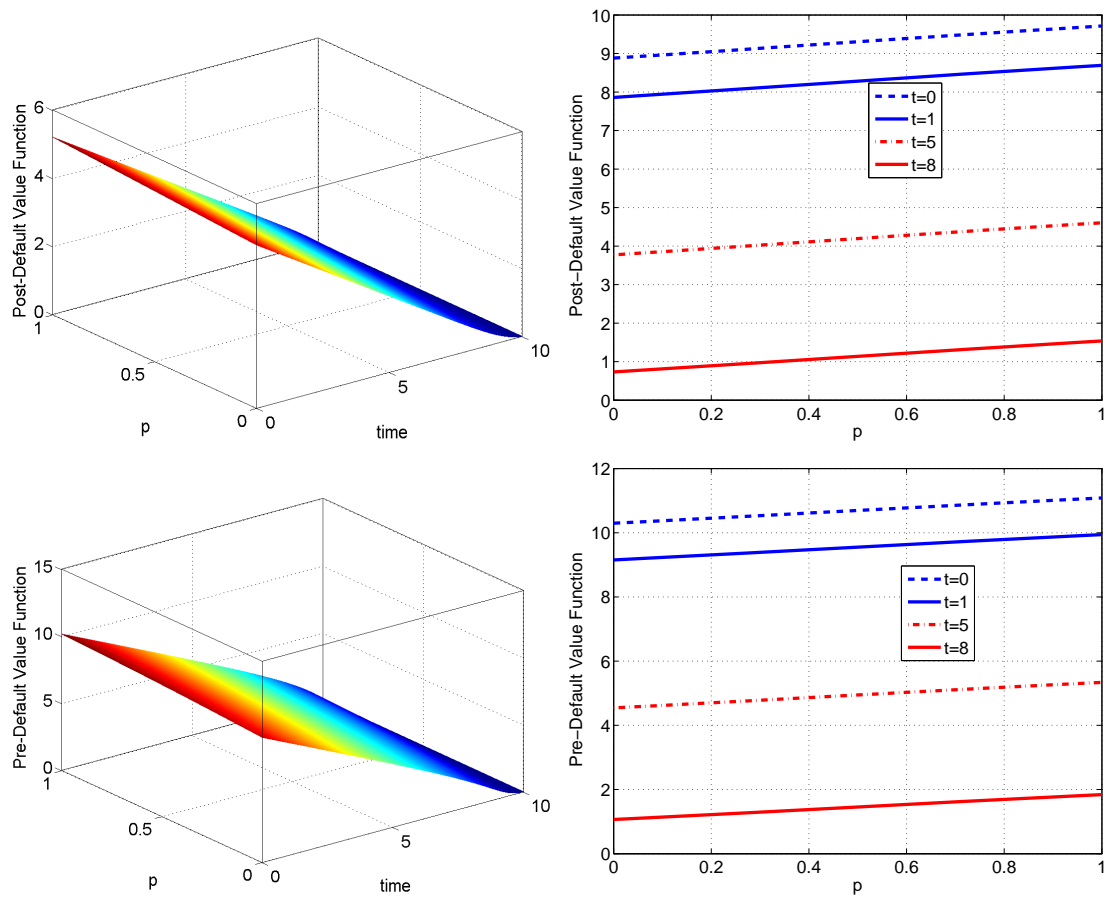 Post-Default Value Function
6
4
2
0
1
0.5
0
0
5
10
p
time
Post−Default Value Function
10
9
8
7
6
5
4
3
2
1
0
0
0.2
0.4
0.6
0.8
1
p
t=0
t=1
t=5
t=8
Pre-Default Value Function
15
10
5
0
1
0.5
0
0
5
10
p
time
Pre−Default Value Function
12
10
8
6
4
2
0
0
0.2
0.4
0.6
0.8
1
p
t=0
t=1
t=5
t=8